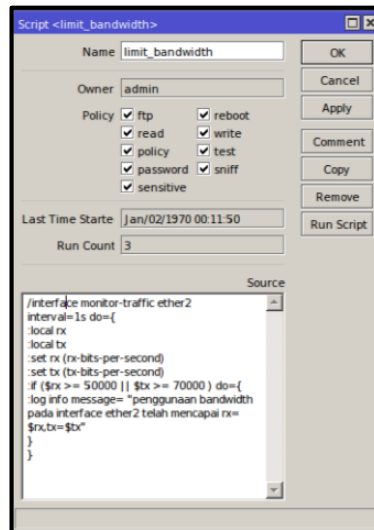 Script <limit_bandwidth>
Name limit_bandwidth
OK
Owner admin
Cancel
Policy ftp reboot
Apply
read write
policy test
Comment
password sniff
Copy
sensitive
Remove
Last Time Starte Jan/02/1970 00:11:50
Run Script
Run Count 3
Source
/interface monitor-traffic ether2
interval=1s do={
:local rx
:local tx
:set rx (rx-bits-per-second)
:set tx (tx-bits-per-second)
:if ($rx >= 50000 || $tx >= 70000 ) do={
:log info message= "penggunaan bandwidth
pada interface ether2 telah mencapai rx=
$rx,tx=$tx"
}
}